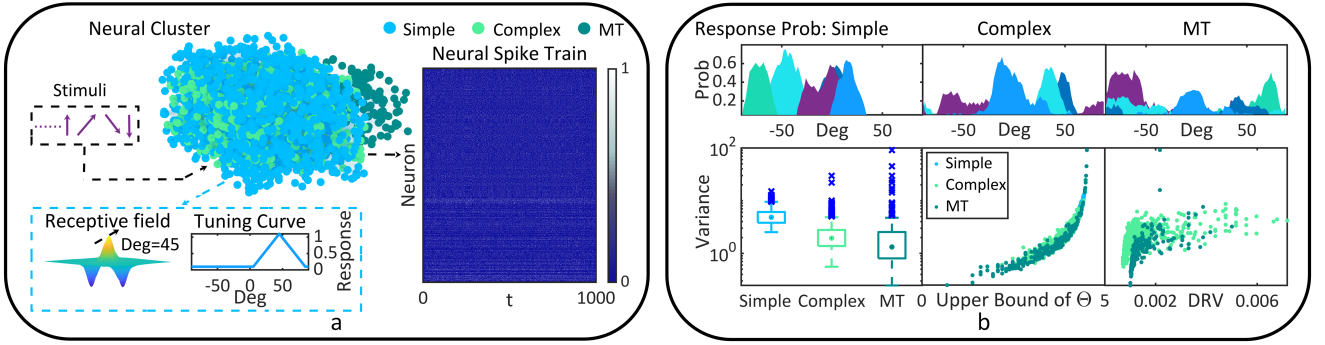 Neural Cluster
Simple Complex MT
Neural Spike Train
Stimuli
Neuron
1
0
0 t 1000
Receptive field
Deg=45
Tuning Curve
Response
1
0.5
0
-50 0 50
Deg
a
Response Prob: Simple Complex MT
Prob
0.6
0.4
0.2
-50 Deg 50 -50 Deg 50 -50 Deg 50
Variance
10^2
10^0
Simple
Complex
MT
Simple Complex MT 0 Upper Bound of Θ 5 0.002 DRV 0.006
b